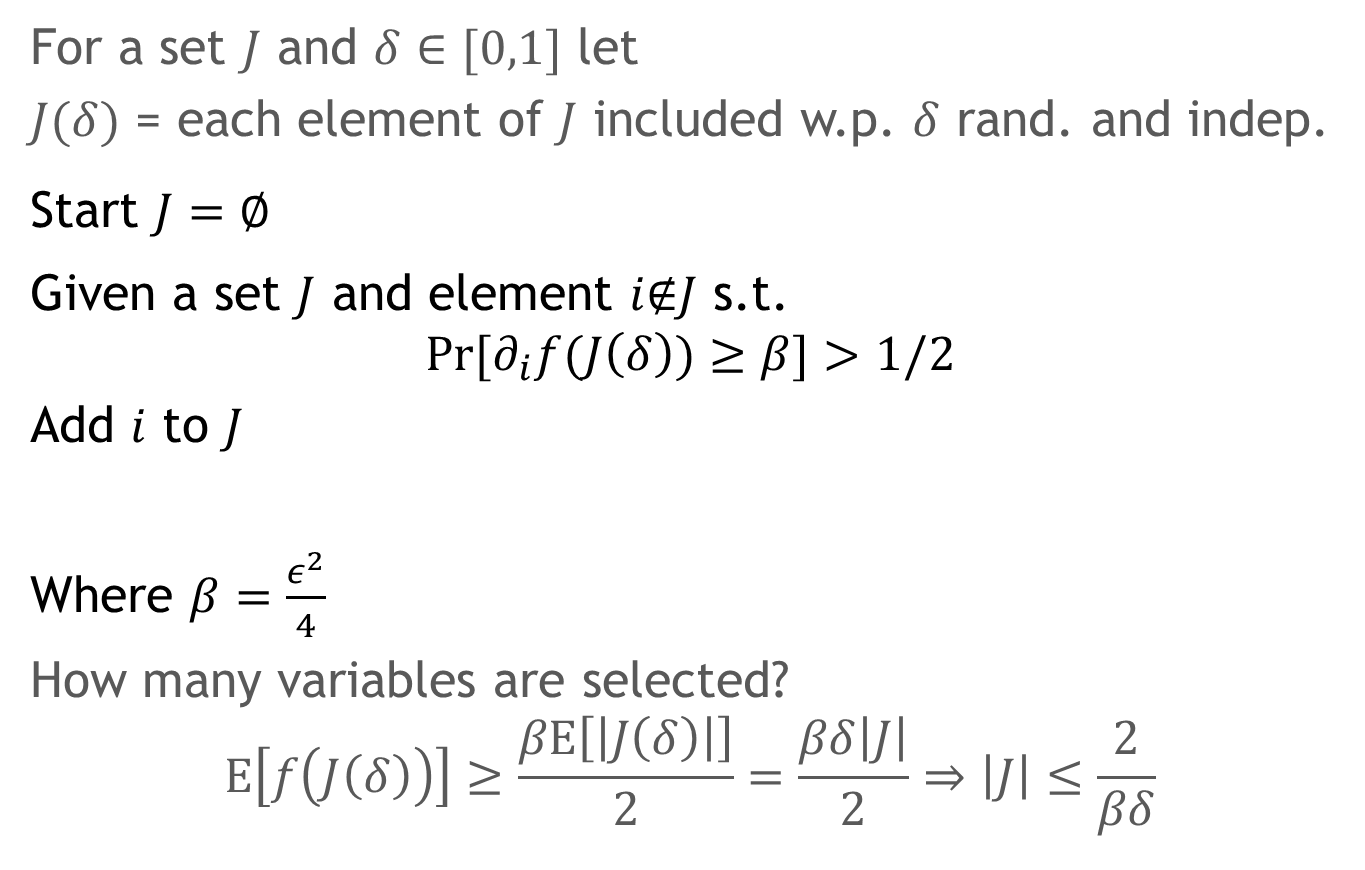 For a set J and δ ∈ [0,1] let
J(δ) = each element of J included w.p. δ rand. and indep.
Start J = ∅
Given a set J and element i∉J s.t.
Pr[∂ᵢf(J(δ)) ≥ β] > 1/2
Add i to J
Where β = ϵ²/4
How many variables are selected?
E[f(J(δ))] ≥ βE[|J(δ)|]/2 = βδ|J|/2 ⇒ |J| ≤ 2/βδ